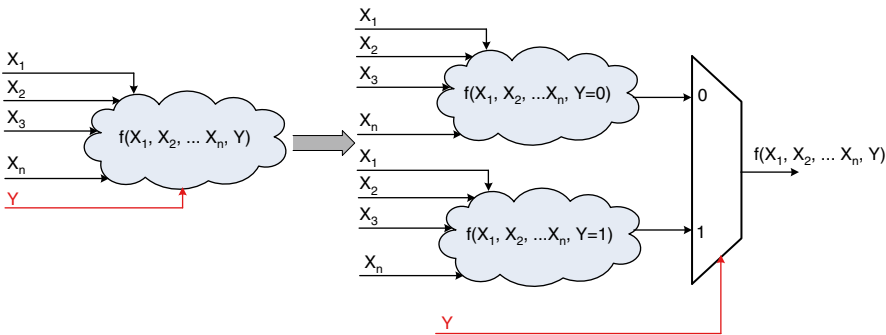 X₁
X₂
X₃
Xₙ
Y
f(X₁, X₂, ... Xₙ, Y)
X₁
X₂
X₃
Xₙ
f(X₁, X₂, ...Xₙ, Y=0)
X₁
X₂
X₃
Xₙ
f(X₁, X₂, ...Xₙ, Y=1)
0
1
Y
f(X₁, X₂, ... Xₙ, Y)